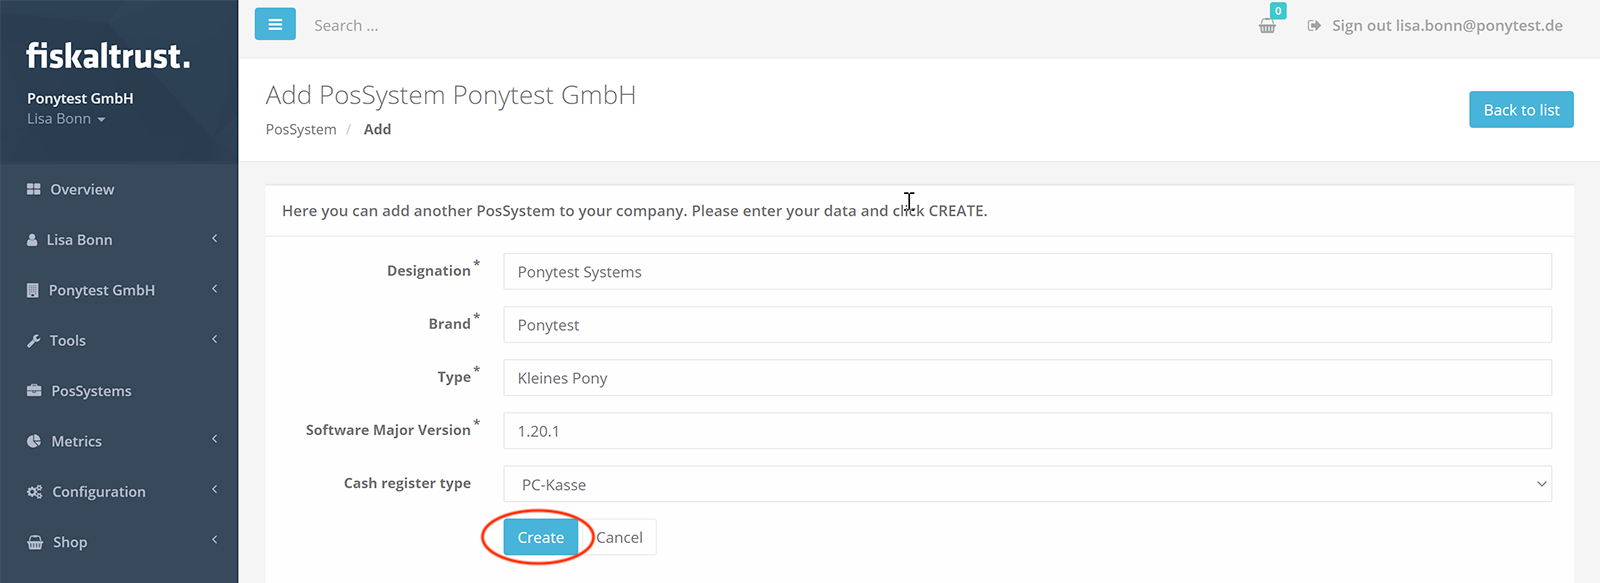 fiskaltrust.
Ponytest GmbH
Lisa Bonn
Overview
Lisa Bonn
Ponytest GmbH
Tools
PosSystems
Metrics
Configuration
Shop
Search ...
0
Sign out lisa.bonn@ponytest.de
Add PosSystem Ponytest GmbH
PosSystem / Add
Back to list
Here you can add another PosSystem to your company. Please enter your data and click CREATE.
Designation * Ponytest Systems
Brand * Ponytest
Type * Kleines Pony
Software Major Version * 1.20.1
Cash register type PC-Kasse
Create Cancel